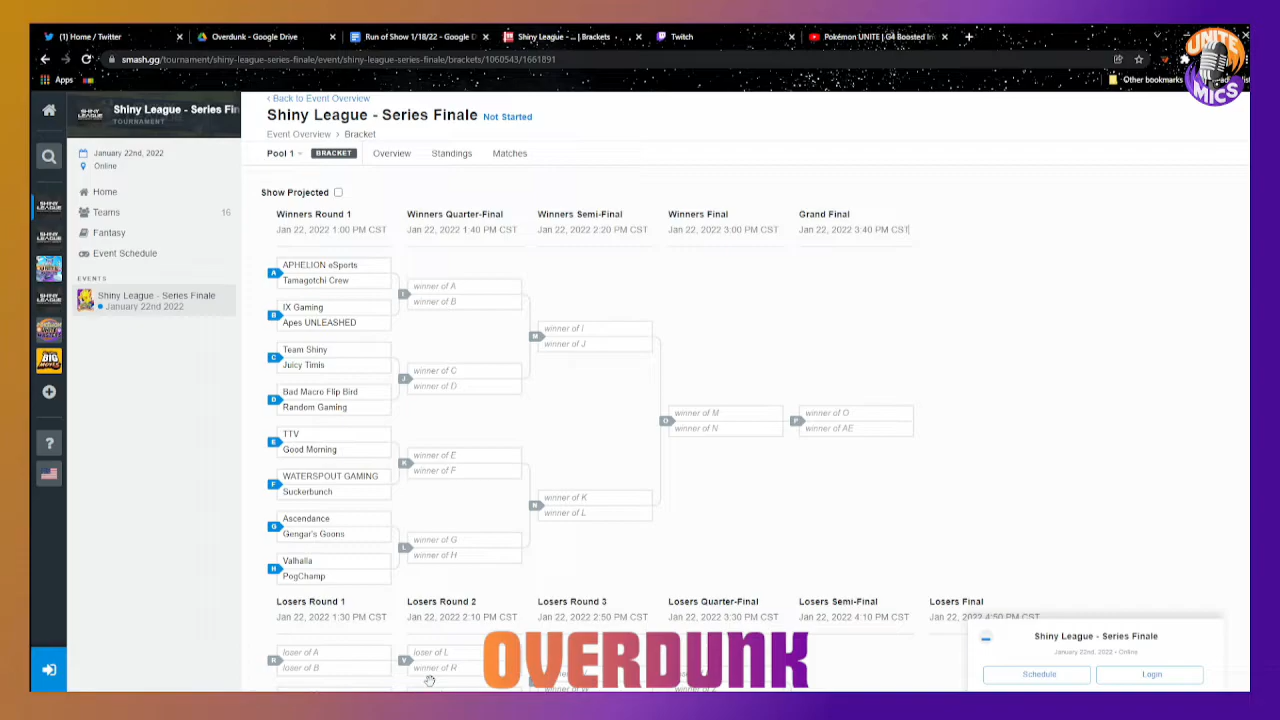 (1) Home / Twitter
Overdunk - Google Drive
Run of Show 1/18/22 - Google D
Shiny League - ... | Brackets
Twitch
Pokémon UNITE | G4 Boosted In
smash.gg/tournament/shiny-league-series-finale/event/shiny-league-series-finale/brackets/1060543/1661891
Apps
Other bookmarks
UNITE
MICS
Shiny League - Series Fin
TOURNAMENT
January 22nd, 2022
Online
Home
Teams 16
Fantasy
Event Schedule
EVENTS
Shiny League - Series Finale
January 22nd 2022
‹ Back to Event Overview
Shiny League - Series Finale Not Started
Event Overview > Bracket
Pool 1 BRACKET Overview Standings Matches
Show Projected
Winners Round 1 Winners Quarter-Final Winners Semi-Final Winners Final Grand Final
Jan 22, 2022 1:00 PM CST Jan 22, 2022 1:40 PM CST Jan 22, 2022 2:20 PM CST Jan 22, 2022 3:00 PM CST Jan 22, 2022 3:40 PM CST
A APHELION eSports
Tamagotchi Crew
B IX Gaming
Apes UNLEASHED
C Team Shiny
Juicy Timis
D Bad Macro Flip Bird
Random Gaming
E TTV
Good Morning
F WATERSPOUT GAMING
Suckerbunch
G Ascendance
Gengar's Goons
H Valhalla
PogChamp
I winner of A
winner of B
J winner of C
winner of D
K winner of E
winner of F
L winner of G
winner of H
M winner of I
winner of J
N winner of K
winner of L
O winner of M
winner of N
P winner of O
winner of AE
Losers Round 1 Losers Round 2 Losers Round 3 Losers Quarter-Final Losers Semi-Final Losers Final
Jan 22, 2022 1:30 PM CST Jan 22, 2022 2:10 PM CST Jan 22, 2022 2:50 PM CST Jan 22, 2022 3:30 PM CST Jan 22, 2022 4:10 PM CST Jan 22, 2022 4:50 PM CST
R loser of A
loser of B
V loser of L
winner of R
OVERDUNK
Shiny League - Series Finale
January 22nd, 2022 • Online
Schedule Login